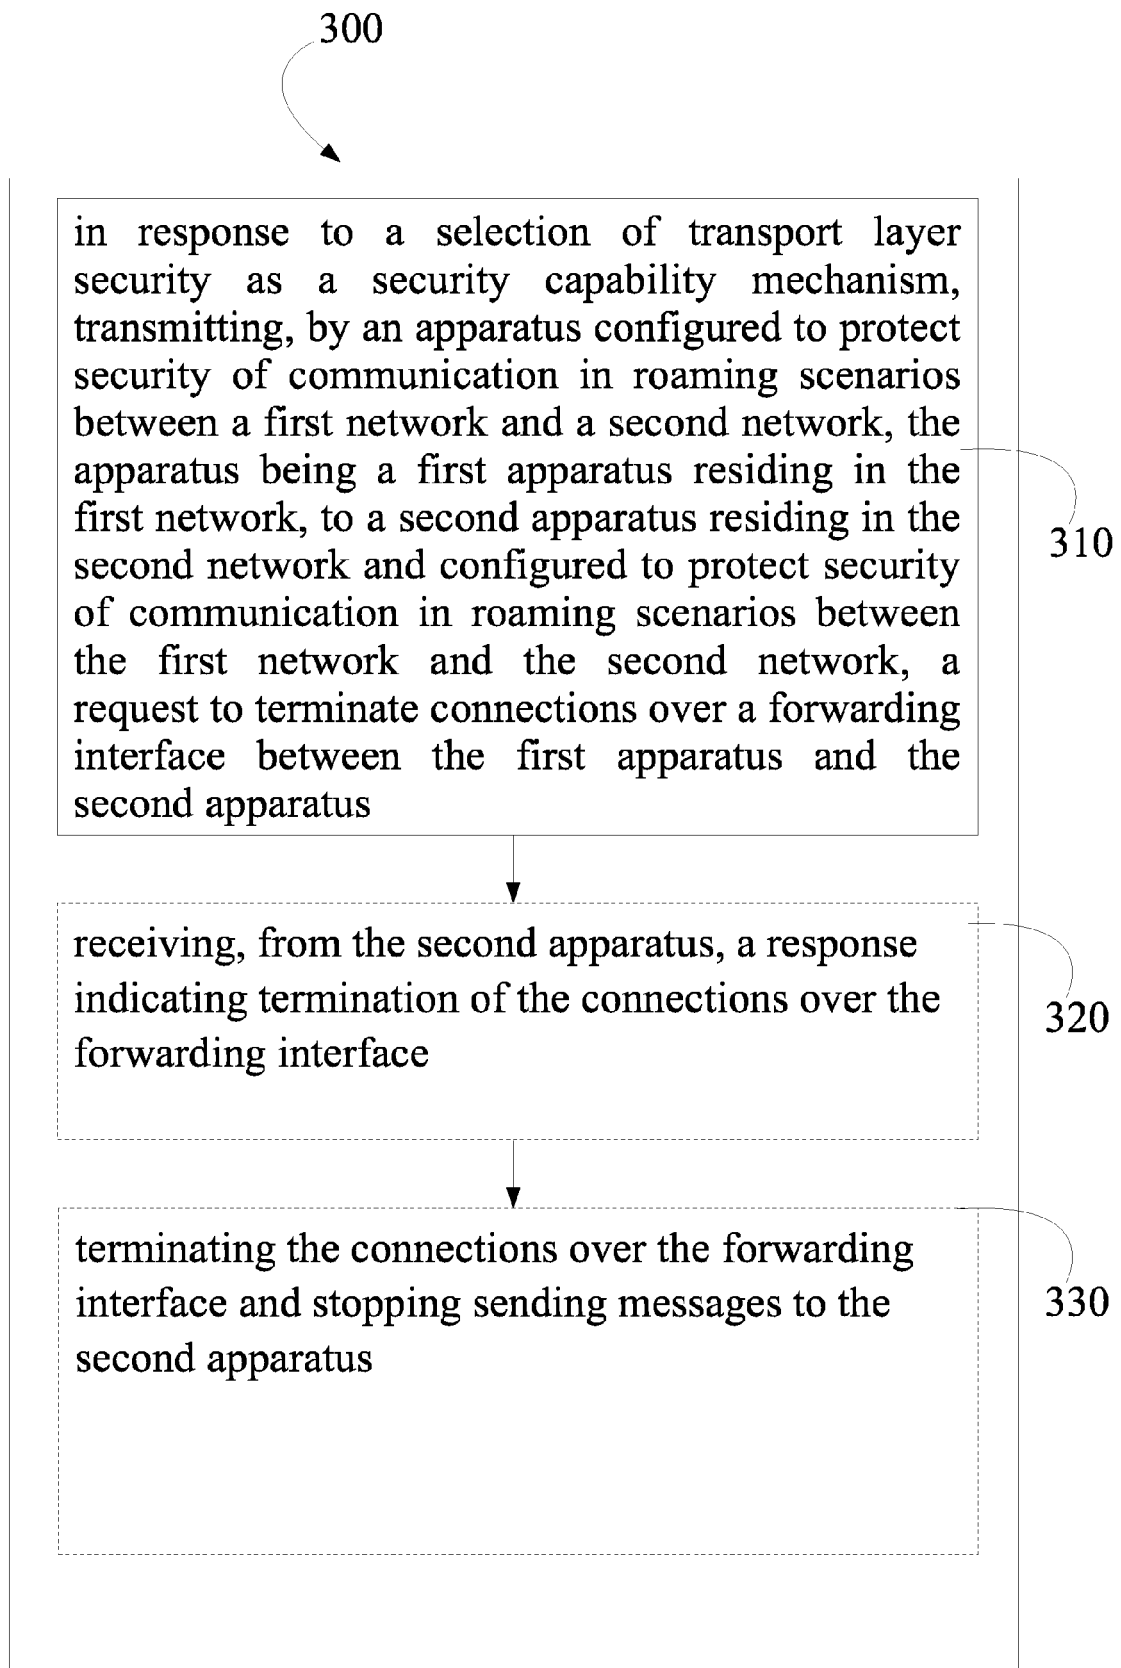 300
in response to a selection of transport layer
security as a security capability mechanism,
transmitting, by an apparatus configured to protect
security of communication in roaming scenarios
between a first network and a second network, the
apparatus being a first apparatus residing in the
first network, to a second apparatus residing in the
second network and configured to protect security
of communication in roaming scenarios between
the first network and the second network, a
request to terminate connections over a forwarding
interface between the first apparatus and the
second apparatus
310
receiving, from the second apparatus, a response
indicating termination of the connections over the
forwarding interface
320
terminating the connections over the forwarding
interface and stopping sending messages to the
second apparatus
330